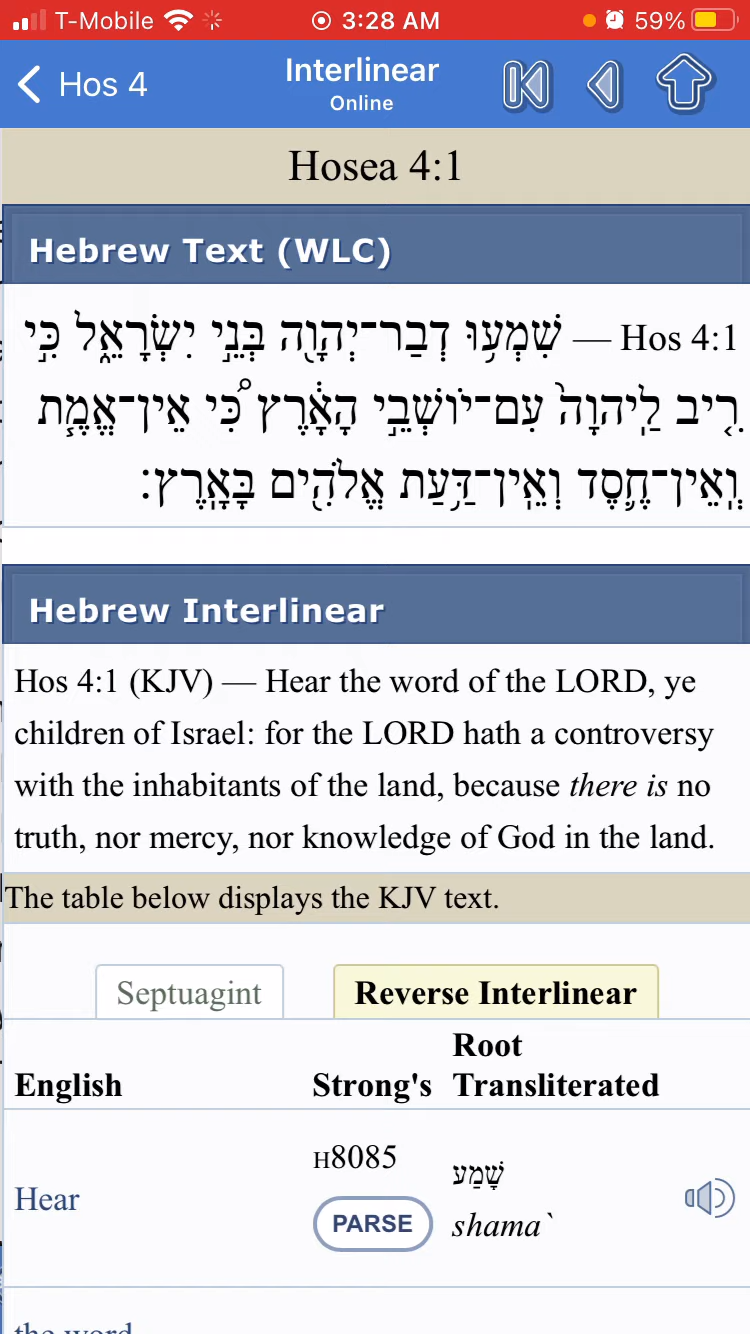 T-Mobile 3:28 AM 59%
Hos 4 Interlinear
Online
Hosea 4:1
Hebrew Text (WLC)
Hos 4:1 — שִׁמְע֥וּ דְבַר־יְהוָ֖ה בְּנֵ֣י יִשְׂרָאֵ֑ל כִּ֣י
רִ֤יב לַֽיהוָה֙ עִם־יוֹשְׁבֵ֣י הָאָ֔רֶץ כִּ֠י אֵין־אֱמֶ֧ת
וְֽאֵין־חֶ֛סֶד וְאֵֽין־דַּ֥עַת אֱלֹהִ֖ים בָּאָֽרֶץ׃
Hebrew Interlinear
Hos 4:1 (KJV) — Hear the word of the LORD, ye
children of Israel: for the LORD hath a controversy
with the inhabitants of the land, because there is no
truth, nor mercy, nor knowledge of God in the land.
The table below displays the KJV text.
Septuagint Reverse Interlinear
English Strong's Root
Transliterated
Hear H8085 שָׁמַע
PARSE shama`
the word